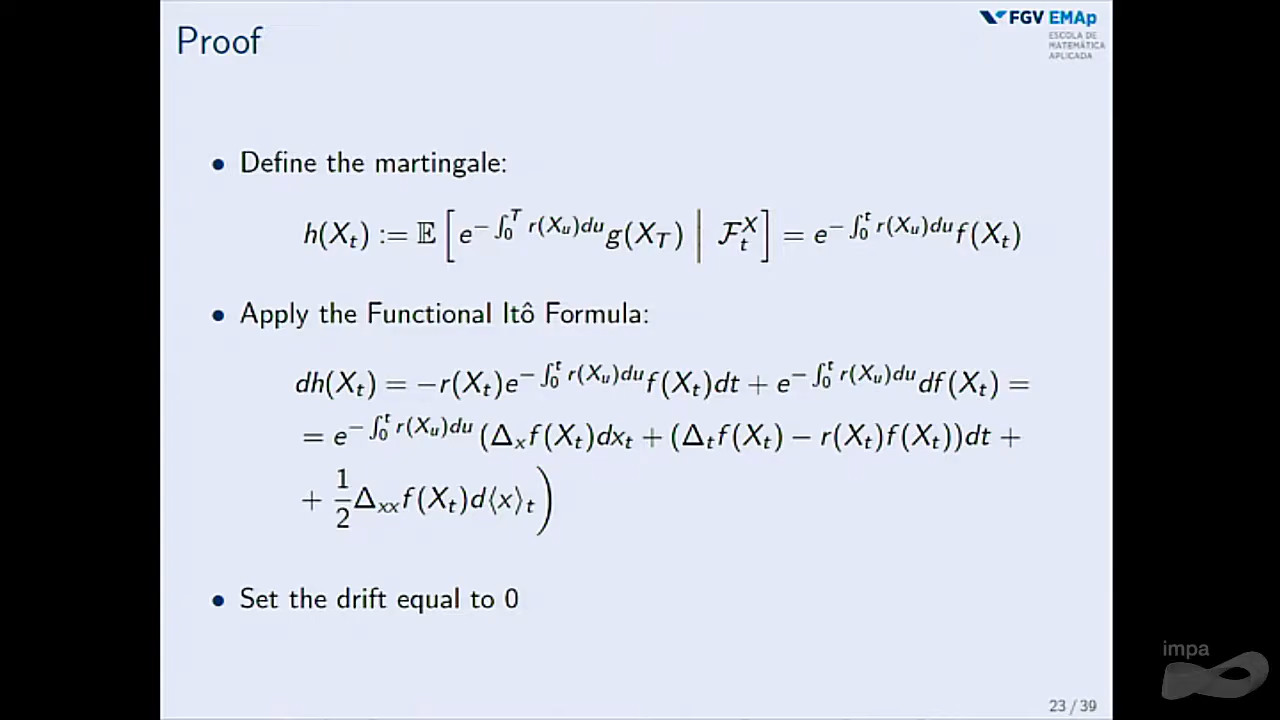 Proof
FGV EMAp
ESCOLA DE
MATEMÁTICA
APLICADA
• Define the martingale:
h(X_t) := 𝔼[e^{−∫_0^T r(X_u)du} g(X_T) | ℱ_t^X] = e^{−∫_0^t r(X_u)du} f(X_t)
• Apply the Functional Itô Formula:
dh(X_t) = −r(X_t)e^{−∫_0^t r(X_u)du} f(X_t)dt + e^{−∫_0^t r(X_u)du} df(X_t) =
= e^{−∫_0^t r(X_u)du} (Δ_x f(X_t)dx_t + (Δ_t f(X_t) − r(X_t)f(X_t))dt +
+ 1/2 Δ_{xx} f(X_t)d⟨x⟩_t)
• Set the drift equal to 0
impa
23 / 39